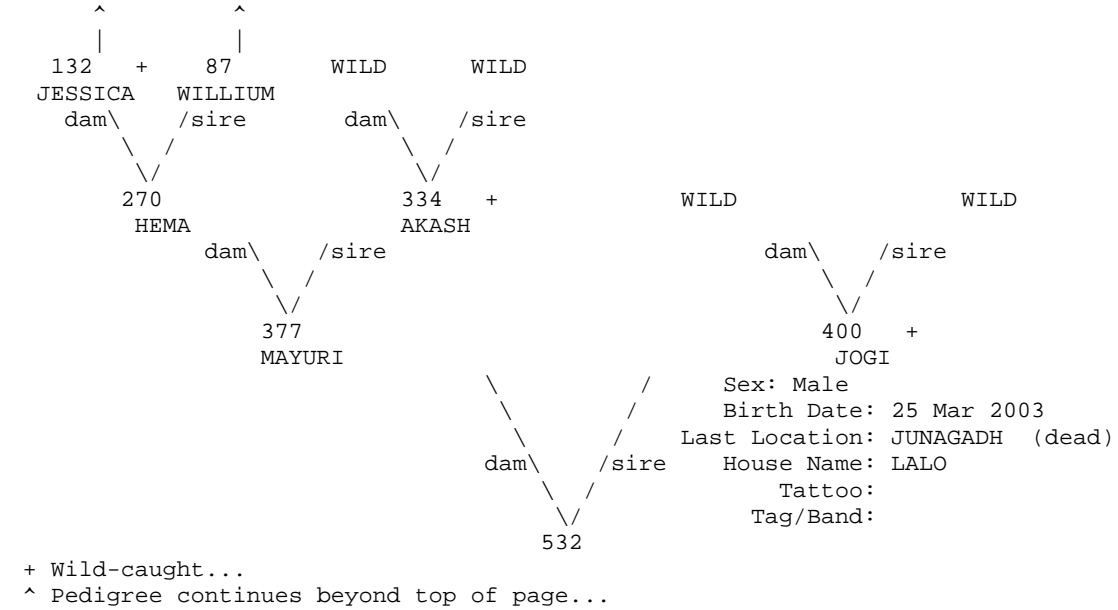 ^ ^
| |
132 + 87 WILD WILD
JESSICA WILLIUM
dam\ /sire dam\ /sire
\ / \ /
\/ \/
270 334 + WILD WILD
HEMA AKASH
dam\ /sire dam\ /sire
\ / \ /
\/ \/
377 400 +
MAYURI JOGI
\ / Sex: Male
\ / Birth Date: 25 Mar 2003
\ / Last Location: JUNAGADH (dead)
dam\ /sire House Name: LALO
\ / Tattoo:
\/ Tag/Band:
532
+ Wild-caught...
^ Pedigree continues beyond top of page...